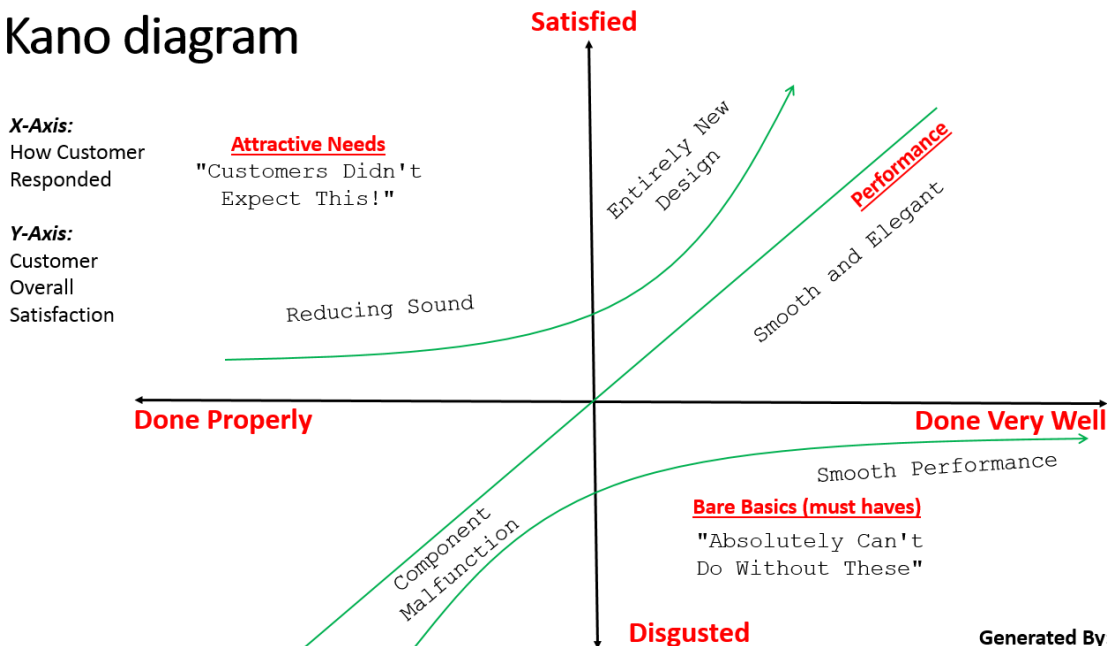 Kano diagram
Satisfied
X-Axis:
How Customer
Responded
Attractive Needs
"Customers Didn't
Expect This!"
Entirely New
Design
Performance
Smooth and Elegant
Y-Axis:
Customer
Overall
Satisfaction
Reducing Sound
Done Properly
Done Very Well
Smooth Performance
Bare Basics (must haves)
"Absolutely Can't
Do Without These"
Component
Malfunction
Disgusted
Generated By